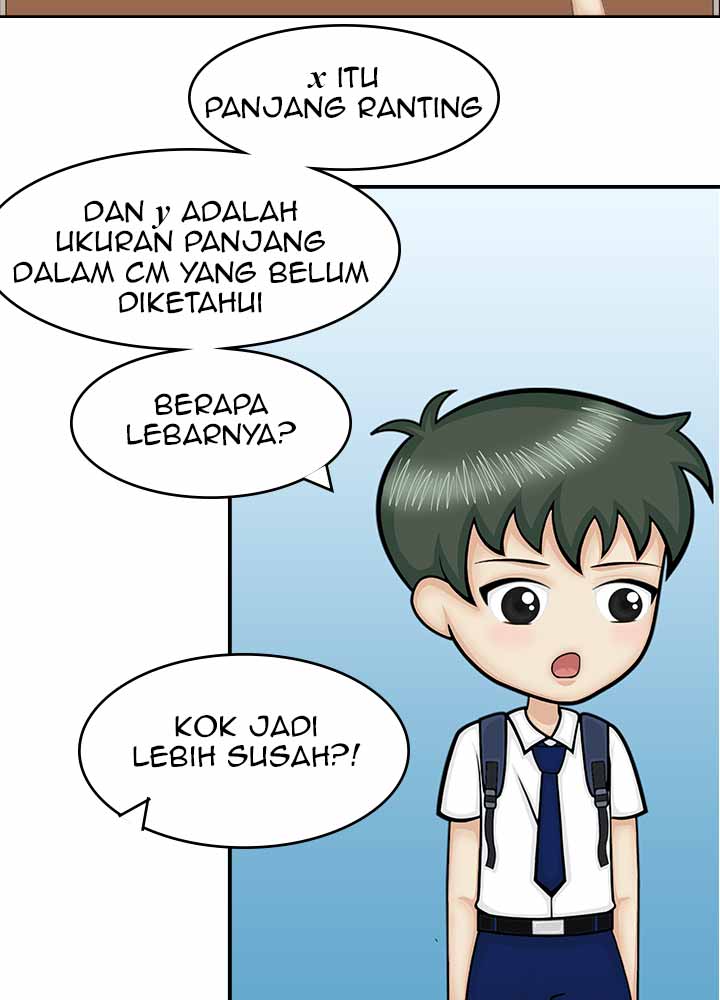 x ITU
PANJANG RANTING
DAN y ADALAH
UKURAN PANJANG
DALAM CM YANG BELUM
DIKETAHUI
BERAPA
LEBARNYA?
KOK JADI
LEBIH SUSAH?!